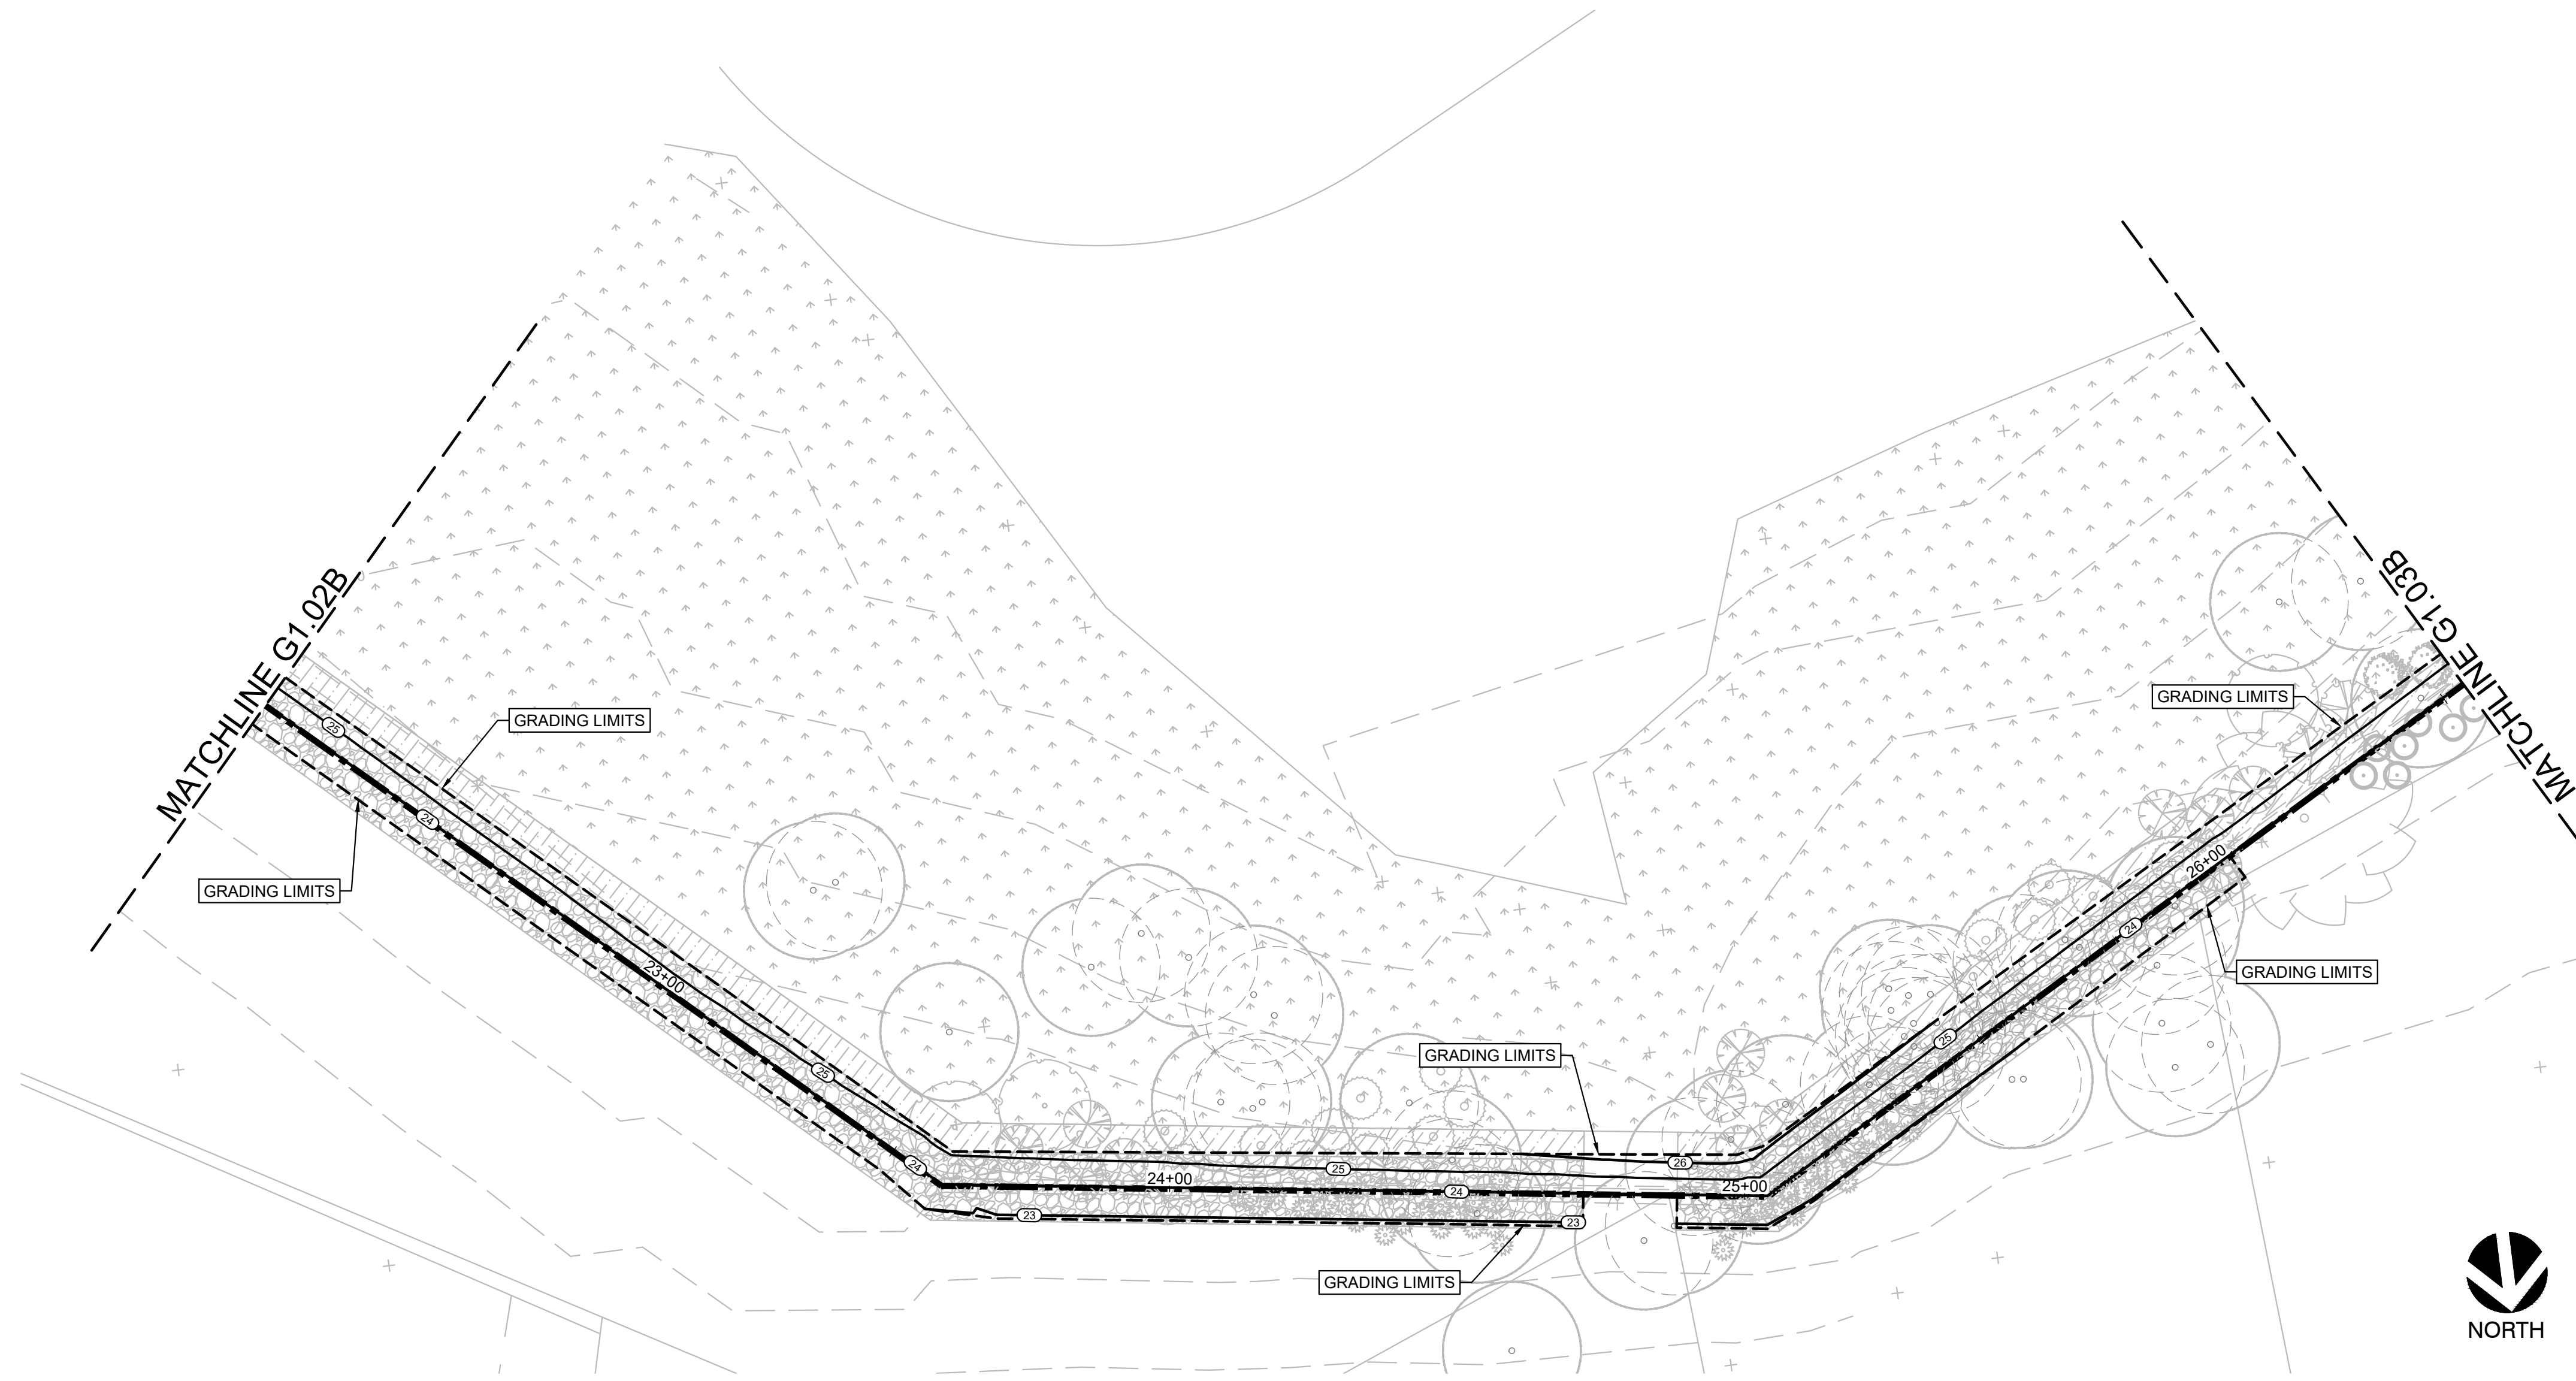 MATCHLINE G1.02B
MATCHLINE G1.03B
GRADING LIMITS
GRADING LIMITS
25
24
GRADING LIMITS
26+00
24
GRADING LIMITS
23+00
25
25
GRADING LIMITS
24
26
25
24+00
25+00
24
23
23
GRADING LIMITS
NORTH